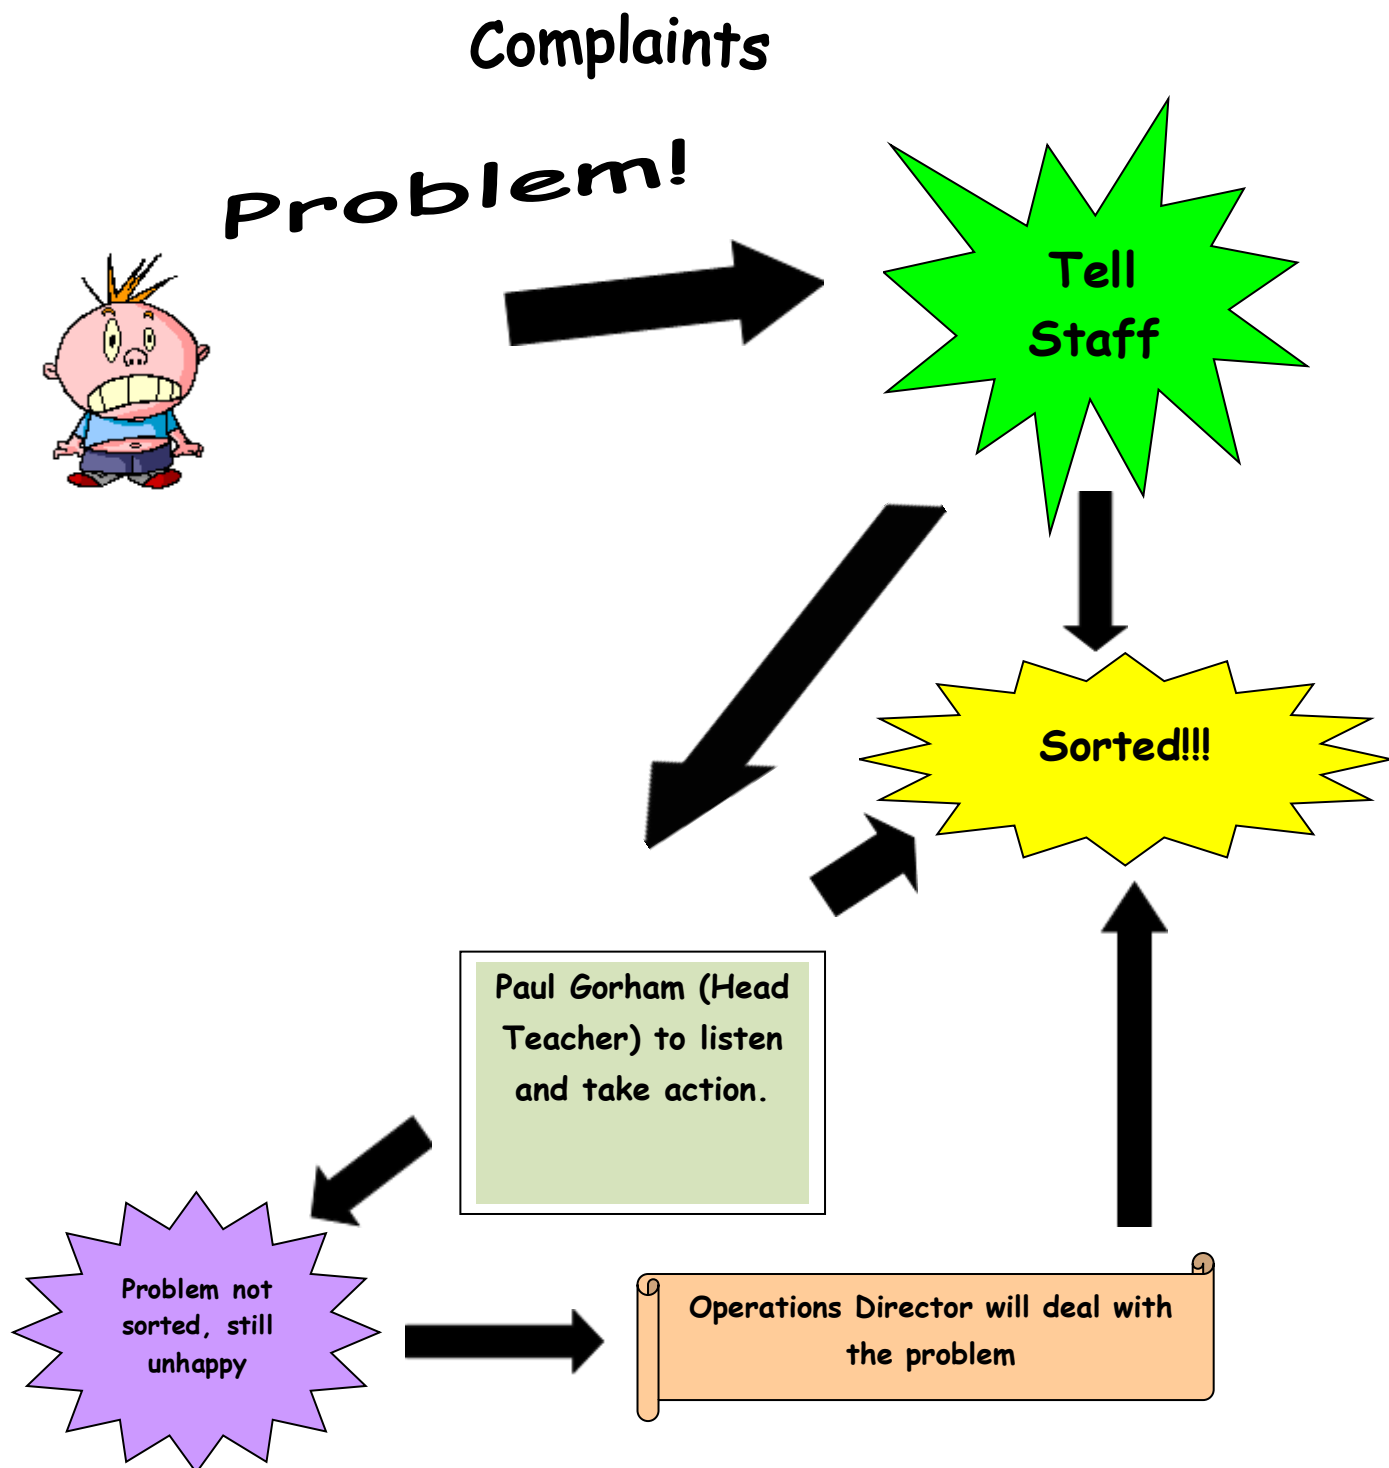 Complaints
Problem!
Tell
Staff
Sorted!!!
Paul Gorham (Head
Teacher) to listen
and take action.
Problem not
sorted, still
unhappy
Operations Director will deal with
the problem